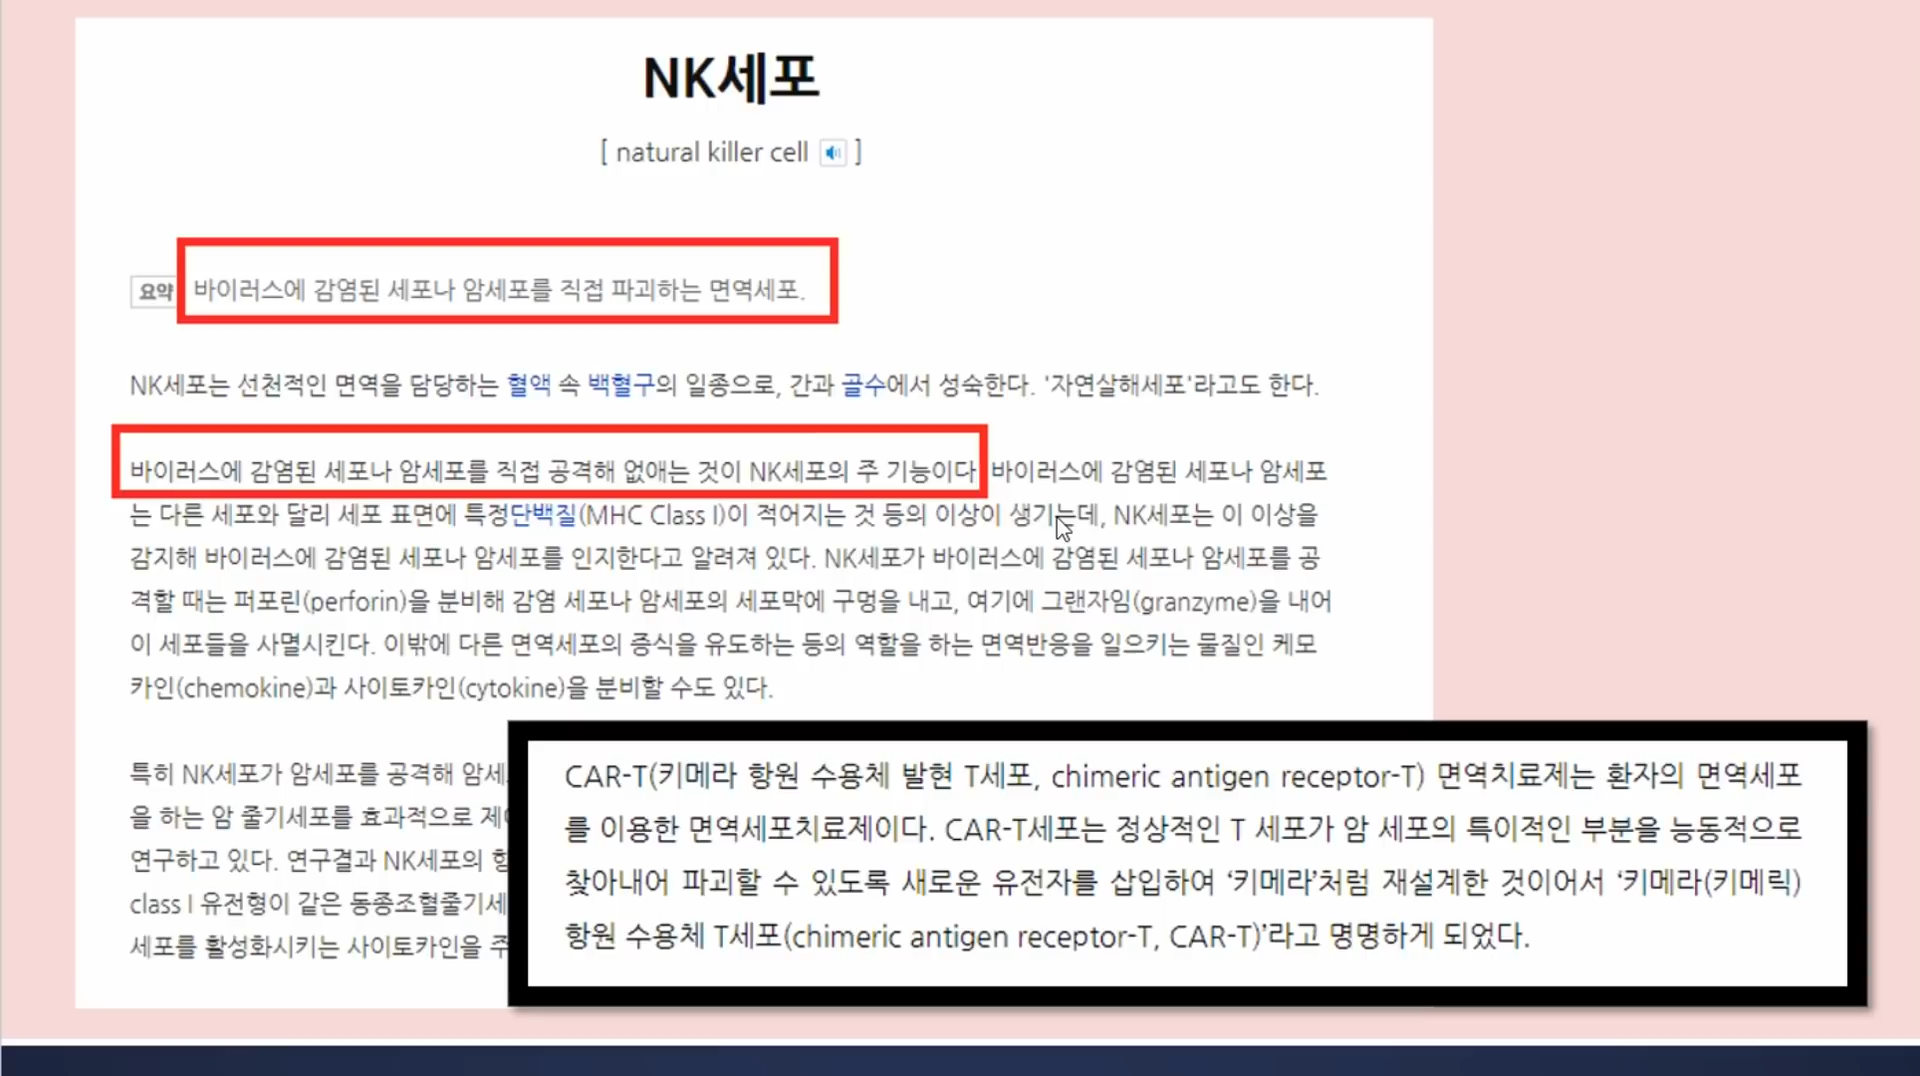 NK세포
[ natural killer cell ]
요약 바이러스에 감염된 세포나 암세포를 직접 파괴하는 면역세포.
NK세포는 선천적인 면역을 담당하는 혈액 속 백혈구의 일종으로, 간과 골수에서 성숙한다. '자연살해세포'라고도 한다.
바이러스에 감염된 세포나 암세포를 직접 공격해 없애는 것이 NK세포의 주 기능이다 바이러스에 감염된 세포나 암세포
는 다른 세포와 달리 세포 표면에 특정단백질(MHC Class I)이 적어지는 것 등의 이상이 생기는데, NK세포는 이 이상을
감지해 바이러스에 감염된 세포나 암세포를 인지한다고 알려져 있다. NK세포가 바이러스에 감염된 세포나 암세포를 공
격할 때는 퍼포린(perforin)을 분비해 감염 세포나 암세포의 세포막에 구멍을 내고, 여기에 그랜자임(granzyme)을 내어
이 세포들을 사멸시킨다. 이밖에 다른 면역세포의 증식을 유도하는 등의 역할을 하는 면역반응을 일으키는 물질인 케모
카인(chemokine)과 사이토카인(cytokine)을 분비할 수도 있다.
특히 NK세포가 암세포를 공격해 암세
을 하는 암 줄기세포를 효과적으로
연구하고 있다. 연구결과 NK세포의
class I 유전형이 같은 동종조혈줄기세
세포를 활성화시키는 사이토카인을 주
CAR-T(키메라 항원 수용체 발현 T세포, chimeric antigen receptor-T) 면역치료제는 환자의 면역세포
를 이용한 면역세포치료제이다. CAR-T세포는 정상적인 T 세포가 암 세포의 특이적인 부분을 능동적으로
찾아내어 파괴할 수 있도록 새로운 유전자를 삽입하여 ‘키메라’처럼 재설계한 것이어서 ‘키메라(키메릭)
항원 수용체 T세포(chimeric antigen receptor-T, CAR-T)’라고 명명하게 되었다.